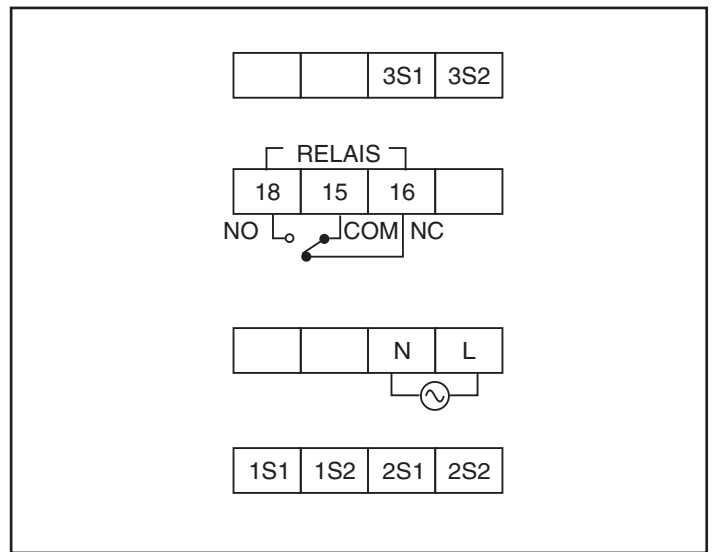 3S1 3S2
RELAIS
18 15 16
NO COM NC
N L
1S1 1S2 2S1 2S2